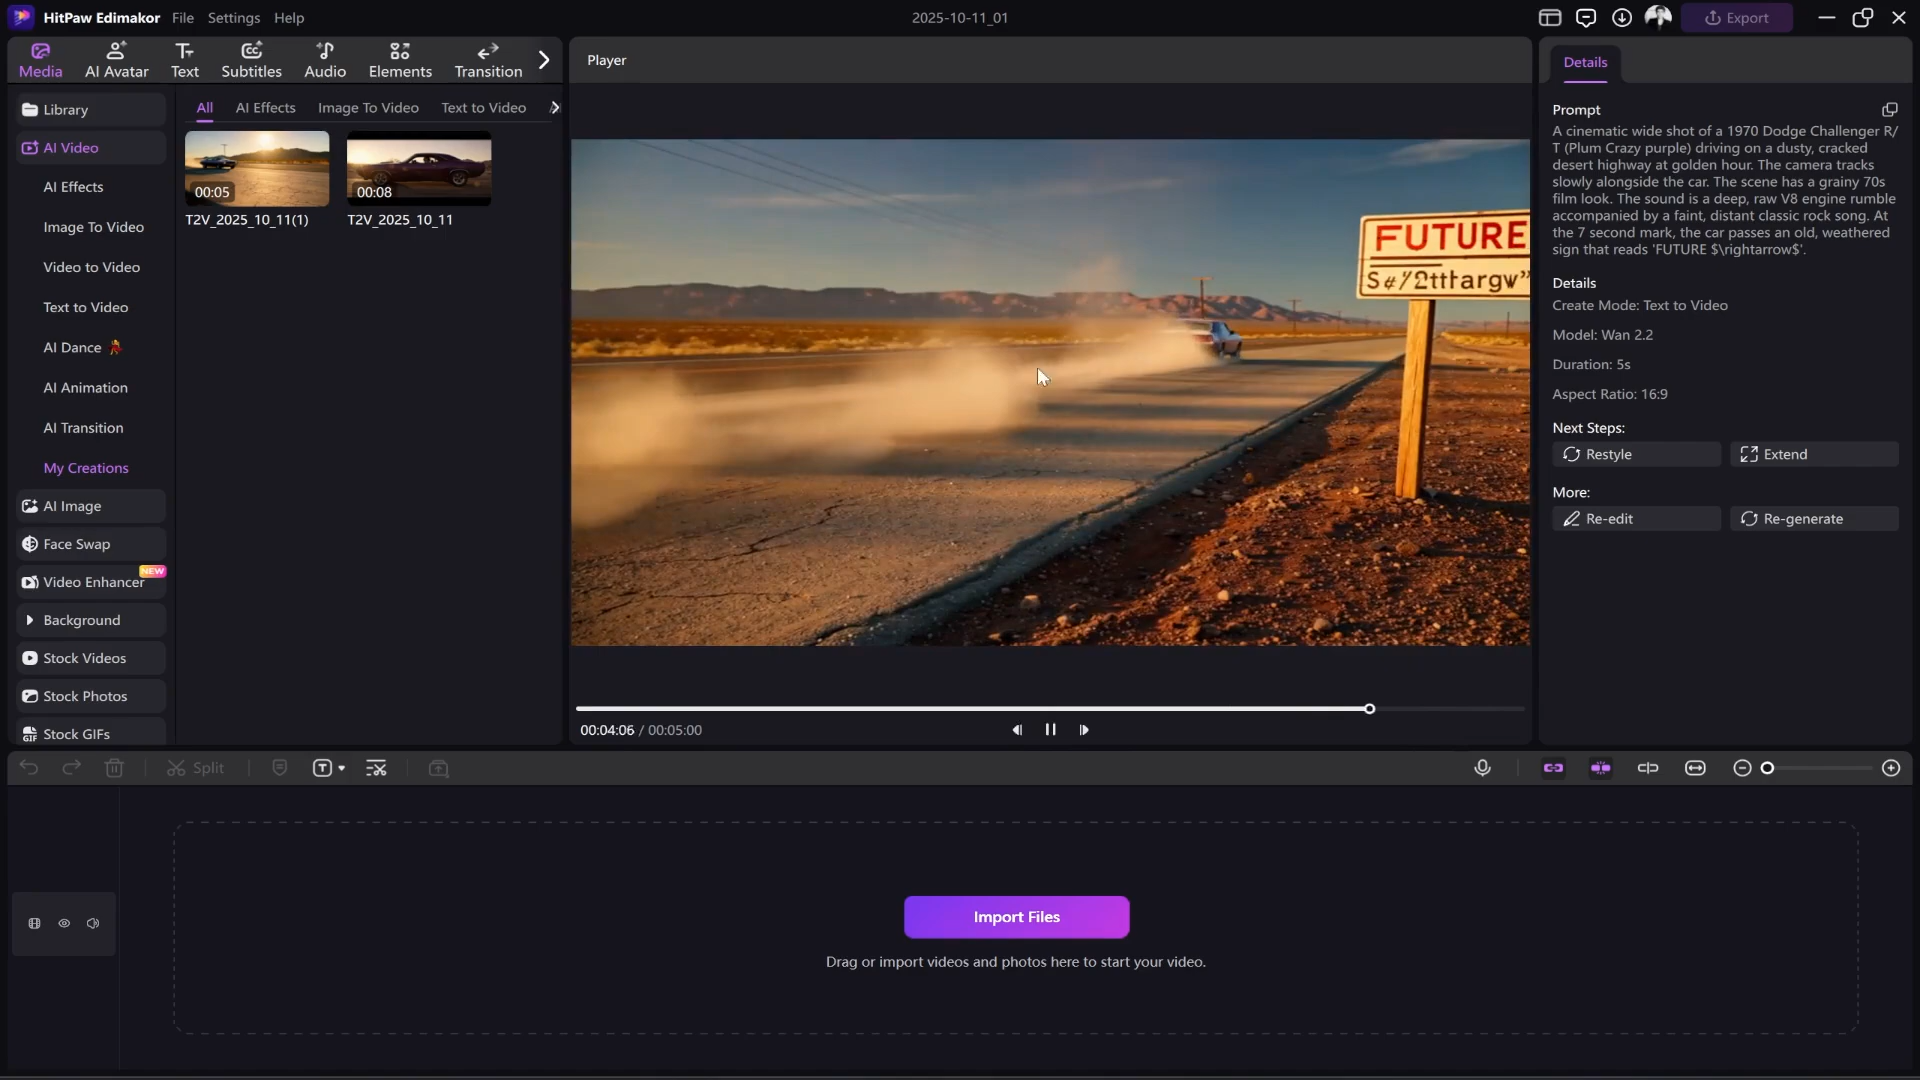 HitPaw Edimakor File Settings Help
2025-10-11_01
Export
Media AI Avatar Text Subtitles Audio Elements Transition
Library
AI Video
AI Effects
Image To Video
Video to Video
Text to Video
AI Dance
AI Animation
AI Transition
My Creations
AI Image
Face Swap
Video Enhancer
NEW
Background
Stock Videos
Stock Photos
GIF
Stock GIFs
All AI Effects Image To Video Text to Video
00:05
T2V_2025_10_11(1)
00:08
T2V_2025_10_11
Player
FUTURE
S#⁄2tthargw"
00:04:06 / 00:05:00
Details
Prompt
A cinematic wide shot of a 1970 Dodge Challenger R/
T (Plum Crazy purple) driving on a dusty, cracked
desert highway at golden hour. The camera tracks
slowly alongside the car. The scene has a grainy 70s
film look. The sound is a deep, raw V8 engine rumble
accompanied by a faint, distant classic rock song. At
the 7 second mark, the car passes an old, weathered
sign that reads 'FUTURE $\rightarrow$'.
Details
Create Mode: Text to Video
Model: Wan 2.2
Duration: 5s
Aspect Ratio: 16:9
Next Steps:
Restyle Extend
More:
Re-edit Re-generate
Split
Import Files
Drag or import videos and photos here to start your video.